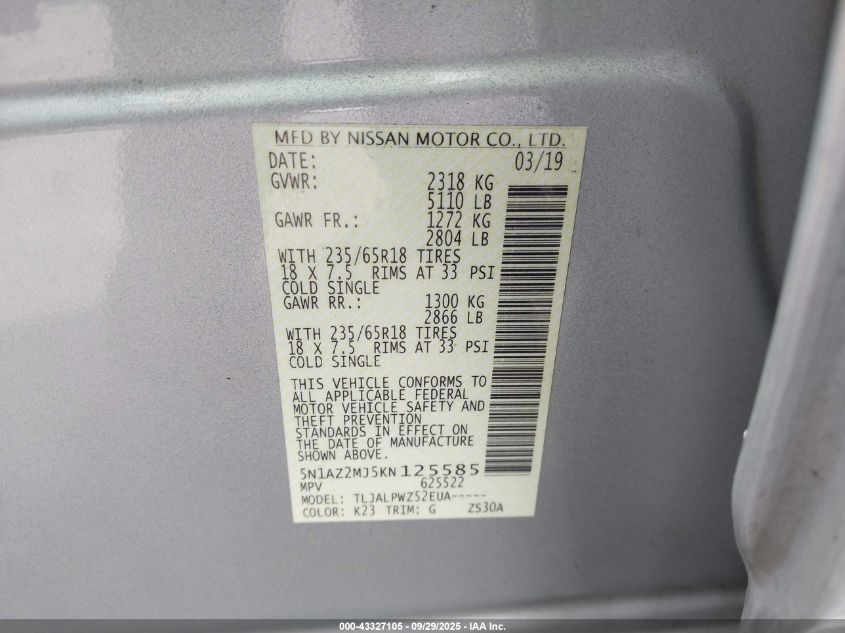 MFD BY NISSAN MOTOR CO., LTD.
DATE: 03/19
GVWR: 2318 KG
5110 LB
GAWR FR.: 1272 KG
2804 LB
WITH 235/65R18 TIRES
18 X 7.5 RIMS AT 33 PSI
COLD SINGLE
GAWR RR.: 1300 KG
2866 LB
WITH 235/65R18 TIRES
18 X 7.5 RIMS AT 33 PSI
COLD SINGLE
THIS VEHICLE CONFORMS TO
ALL APPLICABLE FEDERAL
MOTOR VEHICLE SAFETY AND
THEFT PREVENTION
STANDARDS IN EFFECT ON
THE DATE OF MANUFACTURE
SHOWN ABOVE.
5N1AZ2MJ5KN125585
MPV 625522
MODEL: TLJALPWZ52EUA-----
COLOR: K23 TRIM: G ZS30A
000-43327105 - 09/29/2025 - IAA Inc.